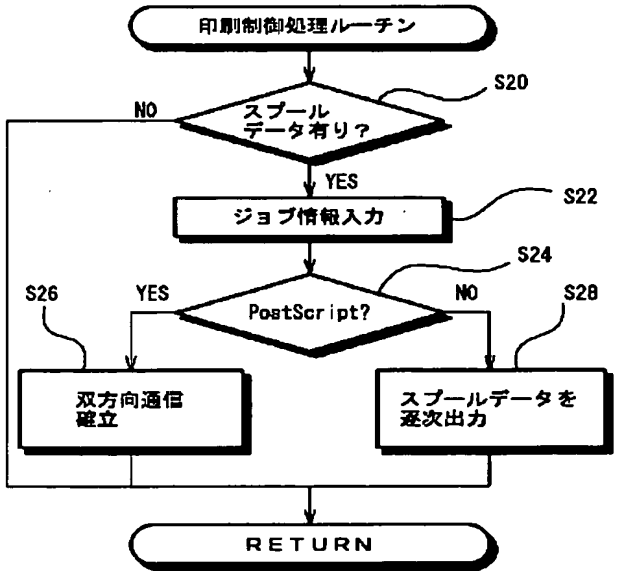 印刷制御処理ルーチン
S20
NO
スプール
データ有り？
YES
S22
ジョブ情報入力
S24
S26
YES
PostScript?
NO
S28
双方向通信
確立
スプールデータを
逐次出力
RETURN